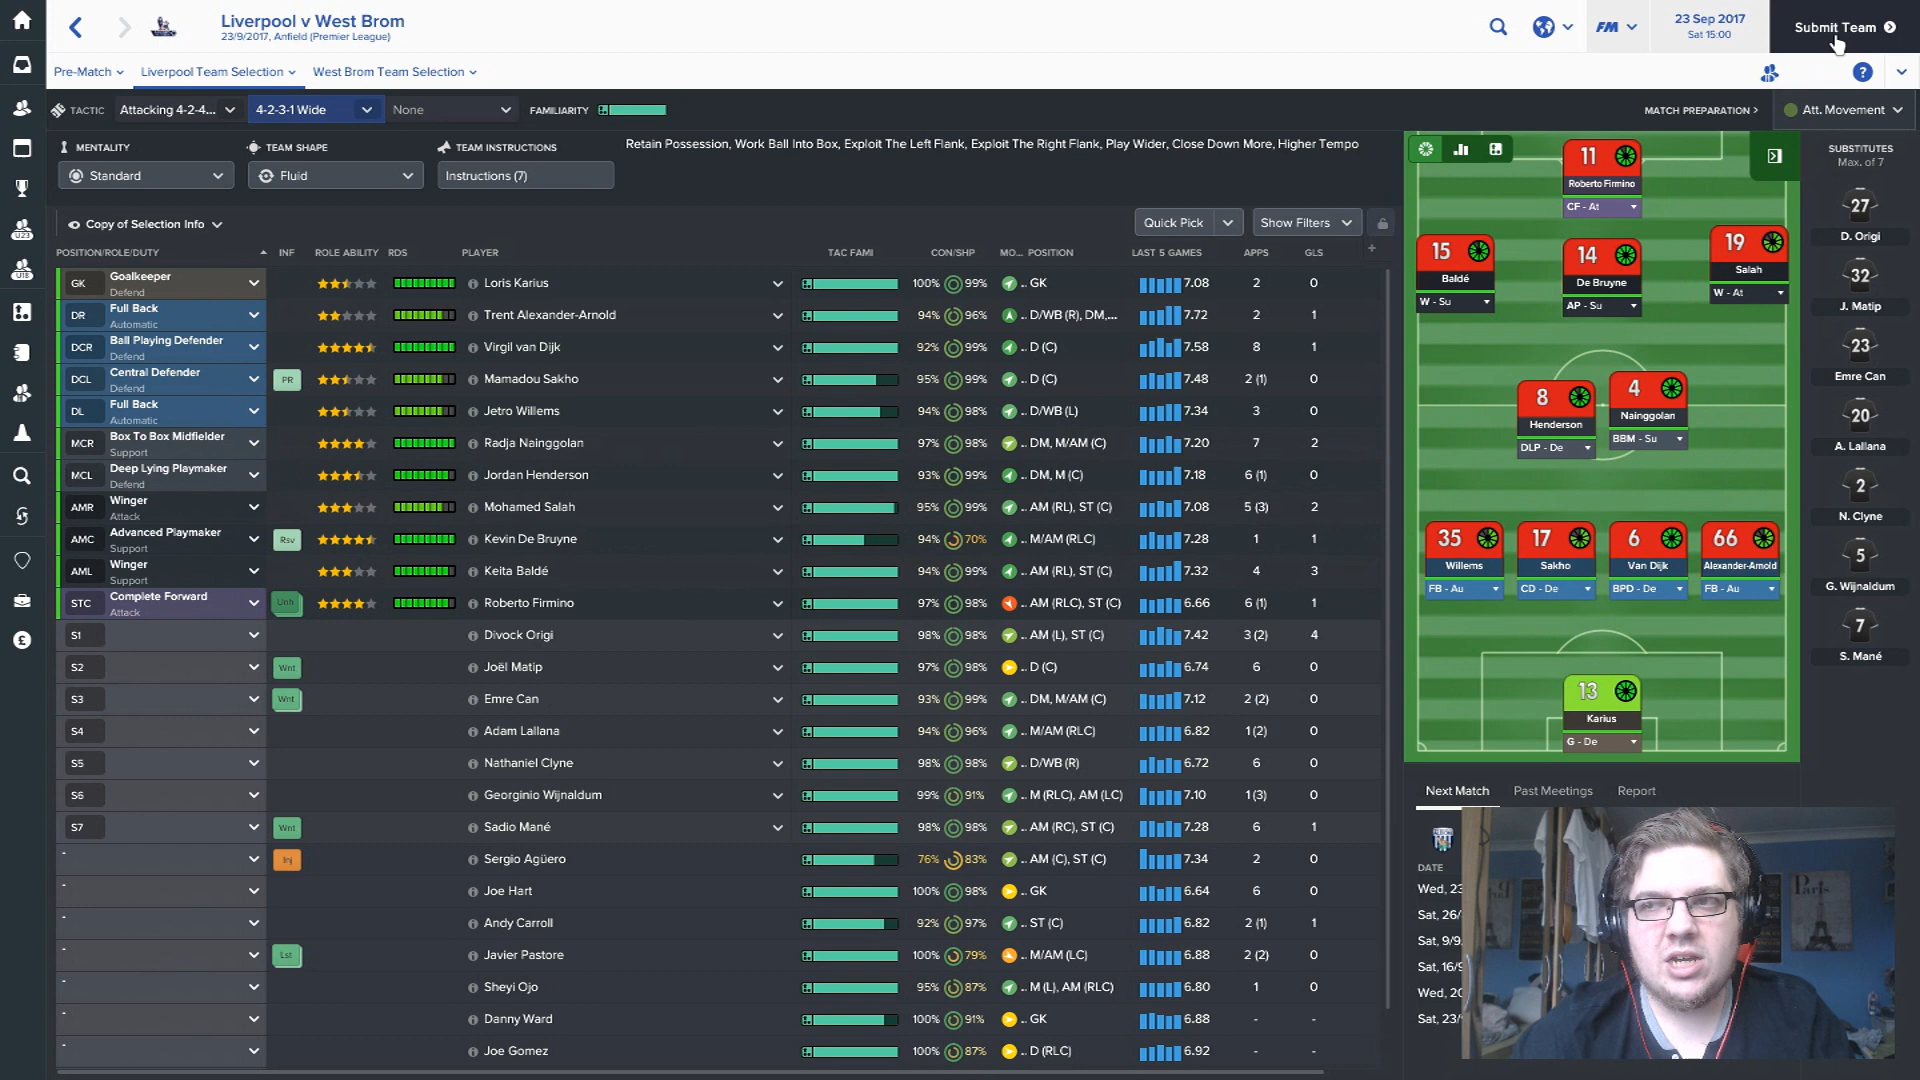 Liverpool v West Brom
23/9/2017, Anfield (Premier League)
FM
23 Sep 2017
Sat 15:00
Submit Team
Pre-Match
Liverpool Team Selection
West Brom Team Selection
?
TACTIC
Attacking 4-2-4...
4-2-3-1 Wide
None
FAMILIARITY
MATCH PREPARATION >
Att. Movement
MENTALITY
Standard
TEAM SHAPE
Fluid
TEAM INSTRUCTIONS
Instructions (7)
Retain Possession, Work Ball Into Box, Exploit The Left Flank, Exploit The Right Flank, Play Wider, Close Down More, Higher Tempo
Copy of Selection Info
Quick Pick
Show Filters
POSITION/ROLE/DUTY INF ROLE ABILITY RDS PLAYER TAC FAMI CON/SHP MO... POSITION LAST 5 GAMES APPS GLS
GK Goalkeeper Defend Loris Karius 100% 99% .. GK 7.08 2 0
DR Full Back Automatic Trent Alexander-Arnold 94% 96% .. D/WB (R), DM,... 7.72 2 1
DCR Ball Playing Defender Defend Virgil van Dijk 92% 99% .. D (C) 7.58 8 1
DCL Central Defender Defend PR Mamadou Sakho 95% 99% .. D (C) 7.48 2 (1) 0
DL Full Back Automatic Jetro Willems 94% 98% .. D/WB (L) 7.34 3 0
MCR Box To Box Midfielder Support Radja Nainggolan 97% 98% .. DM, M/AM (C) 7.20 7 2
MCL Deep Lying Playmaker Defend Jordan Henderson 93% 99% .. DM, M (C) 7.18 6 (1) 0
AMR Winger Attack Mohamed Salah 95% 99% .. AM (RL), ST (C) 7.08 5 (3) 2
AMC Advanced Playmaker Support Rsv Kevin De Bruyne 94% 70% .. M/AM (RLC) 7.28 1 1
AML Winger Support Keita Baldé 94% 99% .. AM (RL), ST (C) 7.32 4 3
STC Complete Forward Attack Unh Roberto Firmino 97% 98% .. AM (RLC), ST (C) 6.66 6 (1) 1
S1 Divock Origi 98% 98% .. AM (L), ST (C) 7.42 3 (2) 4
S2 Wnt Joël Matip 97% 98% .. D (C) 6.74 6 0
S3 Wnt Emre Can 93% 99% .. DM, M/AM (C) 7.12 2 (2) 0
S4 Adam Lallana 94% 96% .. M/AM (RLC) 6.82 1 (2) 0
S5 Nathaniel Clyne 98% 98% .. D/WB (R) 6.72 6 0
S6 Georginio Wijnaldum 99% 91% .. M (RLC), AM (LC) 7.10 1 (3) 0
S7 Wnt Sadio Mané 98% 98% .. AM (RC), ST (C) 7.28 6 1
- Inj Sergio Agüero 76% 83% .. AM (C), ST (C) 7.34 2 0
- Joe Hart 100% 98% .. GK 6.64 6 0
- Andy Carroll 92% 97% .. ST (C) 6.82 2 (1) 1
- Lst Javier Pastore 100% 79% .. M/AM (LC) 6.88 2 (2) 0
- Sheyi Ojo 95% 87% .. M (L), AM (RLC) 6.80 1 0
- Danny Ward 100% 91% .. GK 6.88 - -
- Joe Gomez 100% 87% .. D (RLC) 6.92 - -
11
Roberto Firmino
CF - At
15 14 19
Baldé De Bruyne Salah
W - Su AP - Su W - At
8 4
Henderson Nainggolan
DLP - De BBM - Su
35 17 6 66
Willems Sakho Van Dijk Alexander-Arnold
FB - Au CD - De BPD - De FB - Au
13
Karius
G - De
SUBSTITUTES
Max. of 7
27
D. Origi
32
J. Matip
23
Emre Can
20
A. Lallana
2
N. Clyne
5
G. Wijnaldum
7
S. Mané
Next Match Past Meetings Report
DATE
Wed, 23
Sat, 26/
Sat, 9/9
Sat, 16/9
Wed, 20
Sat, 23/
Paris